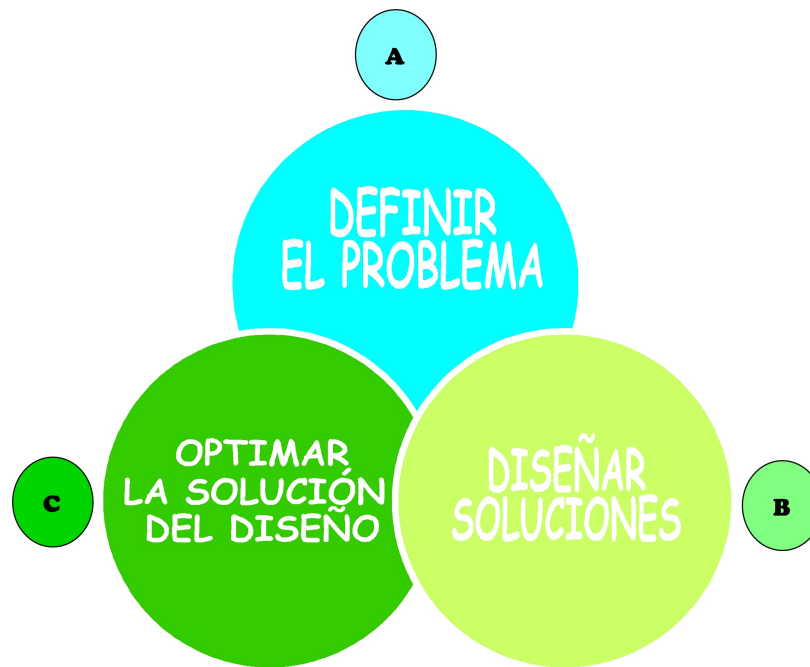 A
DEFINIR
EL PROBLEMA
OPTIMAR
LA SOLUCIÓN
DEL DISEÑO
C
DISEÑAR
SOLUCIONES
B